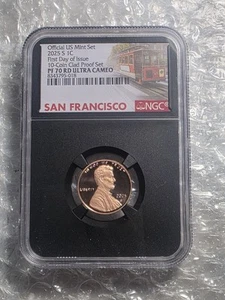 Official US Mint Set
2025 S 1C
First Day of Issue
10-Coin Clad Proof Set
PF 70 RD ULTRA CAMEO
SAN FRANCISCO
NGC
LIBERTY
2025
S